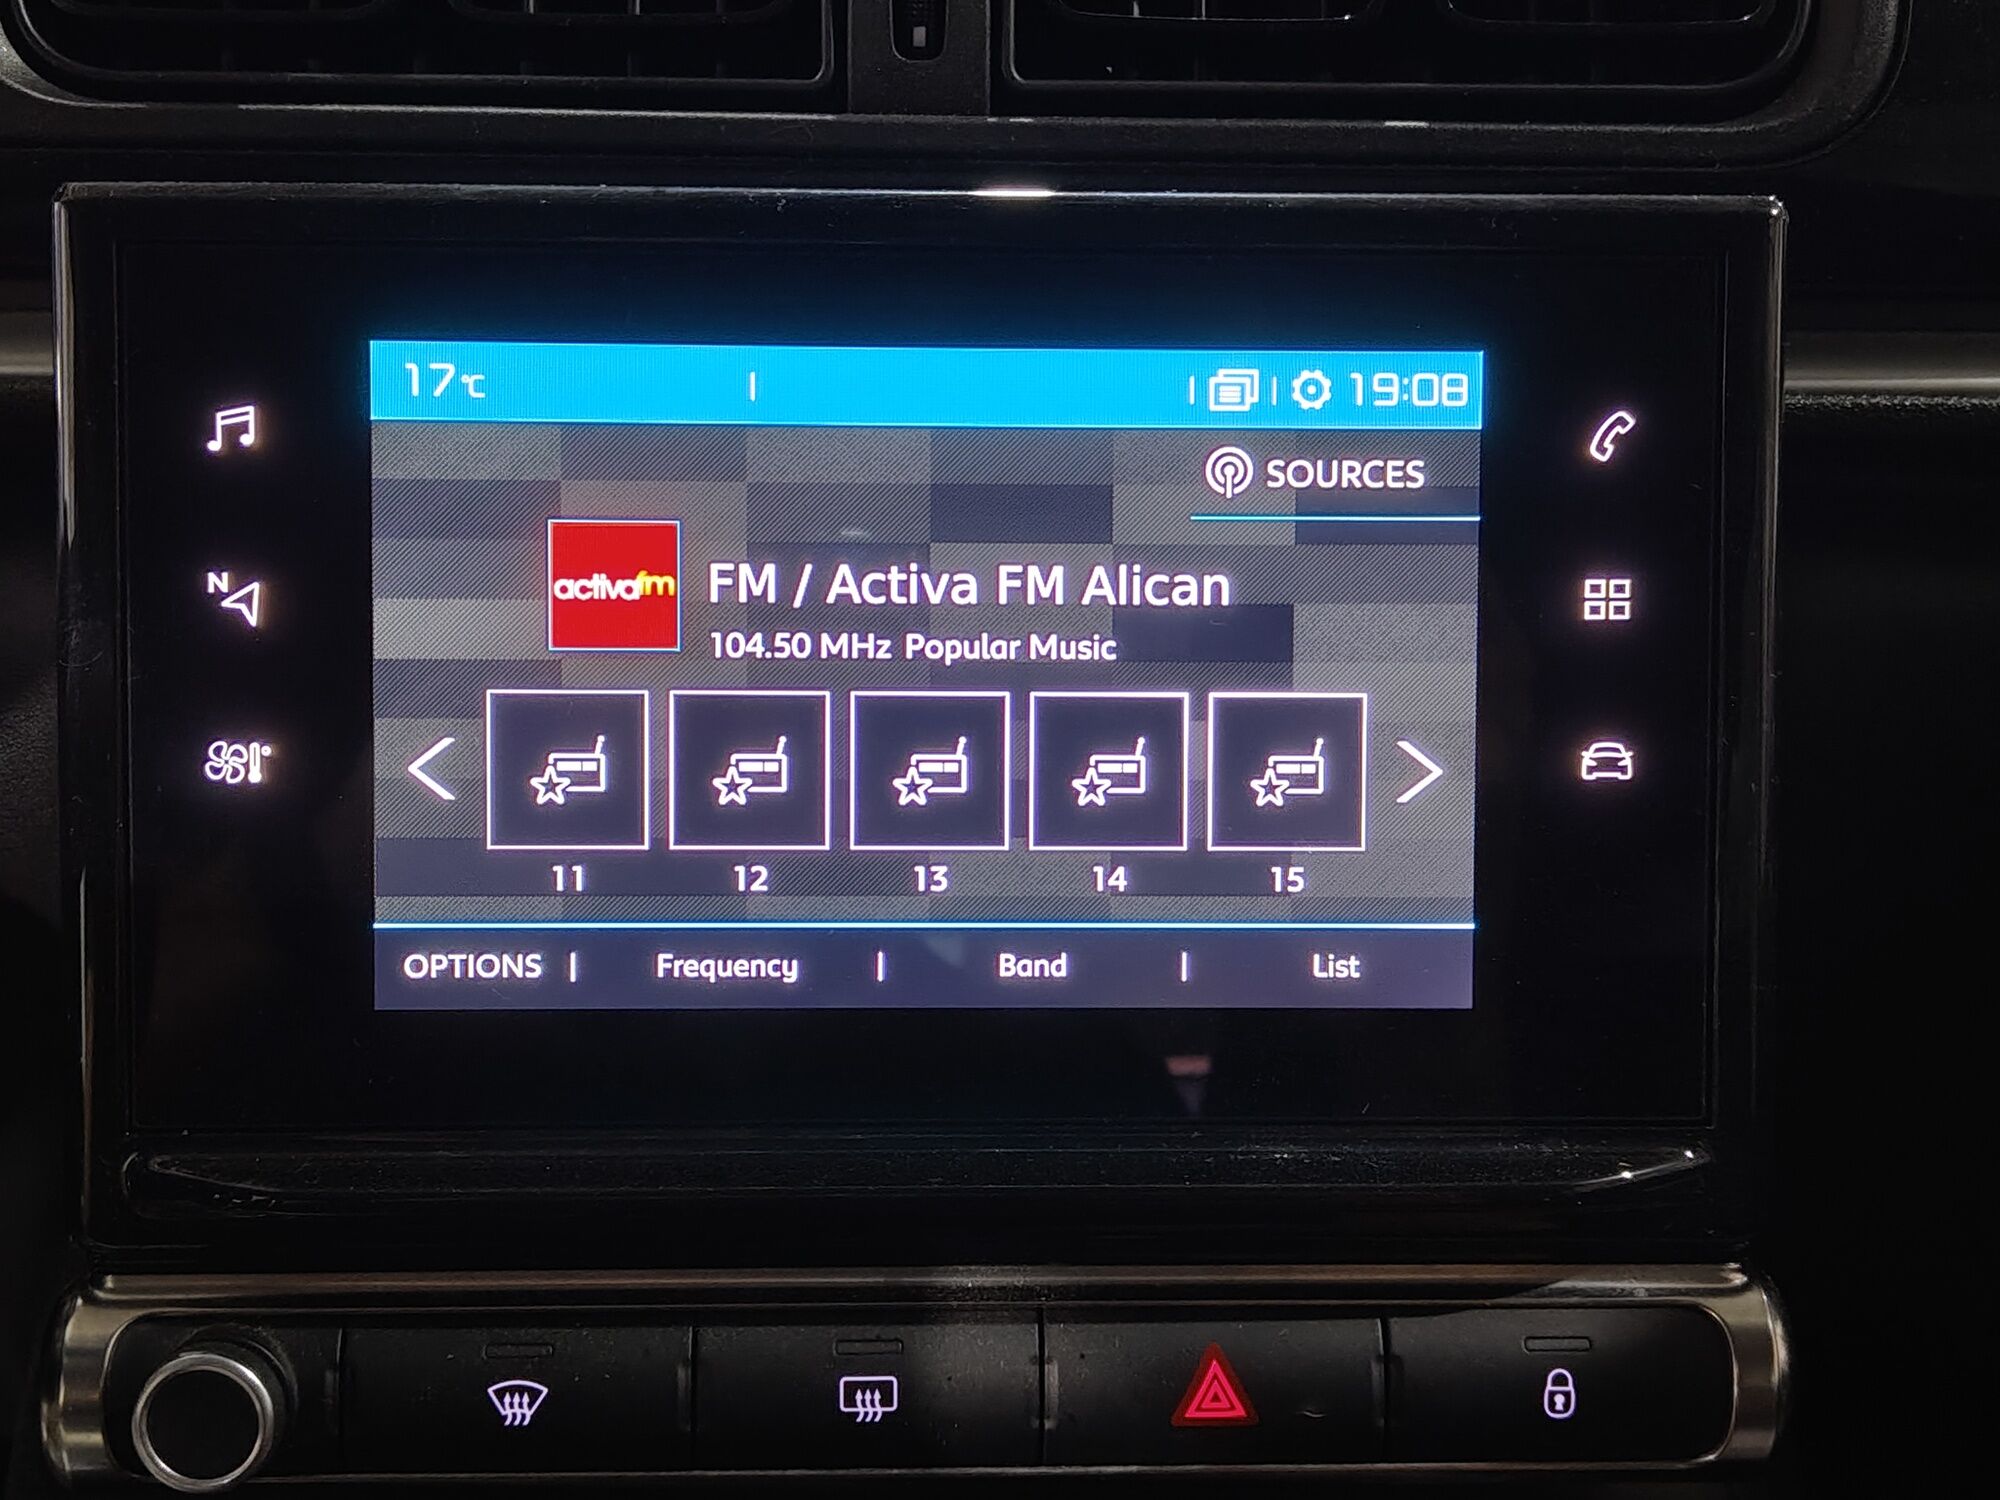 17°C
19:08
SOURCES
activafm
FM / Activa FM Alican
104.50 MHz Popular Music
11 12 13 14 15
OPTIONS | Frequency | Band | List
N